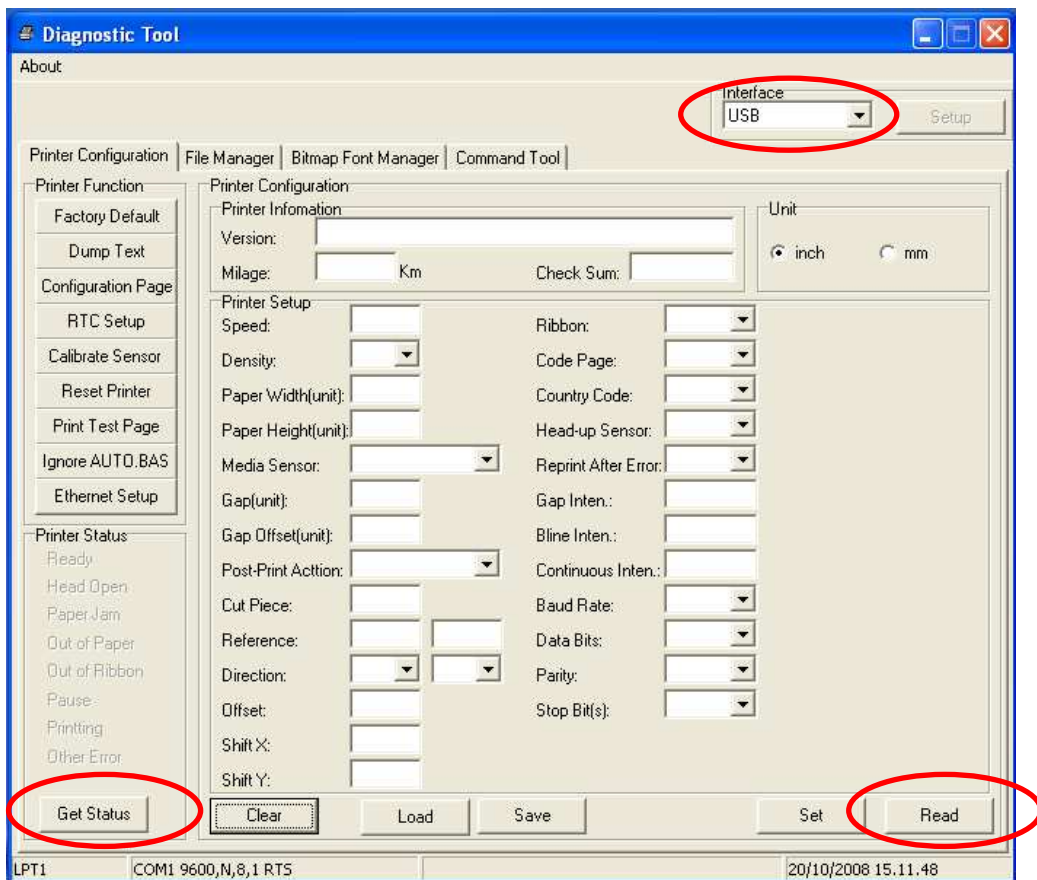 Diagnostic Tool
About
Interface
USB
Setup
Printer Configuration File Manager Bitmap Font Manager Command Tool
Printer Function
Factory Default
Dump Text
Configuration Page
RTC Setup
Calibrate Sensor
Reset Printer
Print Test Page
Ignore AUTO.BAS
Ethernet Setup
Printer Status
Ready
Head Open
Paper Jam
Out of Paper
Out of Ribbon
Pause
Printting
Other Error
Get Status
Printer Configuration
Printer Infomation
Version:
Milage: Km Check Sum:
Unit
inch mm
Printer Setup
Speed: Ribbon:
Density: Code Page:
Paper Width(unit): Country Code:
Paper Height(unit): Head-up Sensor:
Media Sensor: Reprint After Error:
Gap(unit): Gap Inten.:
Gap Offset(unit): Bline Inten.:
Post-Print Acttion: Continuous Inten.:
Cut Piece: Baud Rate:
Reference: Data Bits:
Direction: Parity:
Offset: Stop Bit(s):
Shift X:
Shift Y:
Clear Load Save Set Read
LPT1 COM1 9600,N,8,1 RTS 20/10/2008 15.11.48